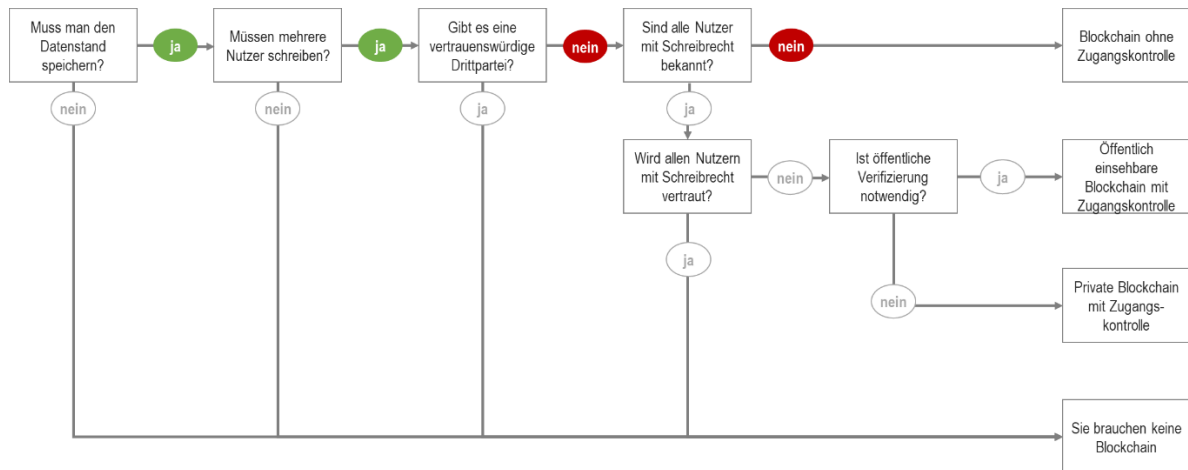 Muss man den
Datenstand
speichern?
ja
Müssen mehrere
Nutzer schreiben?
ja
Gibt es eine
vertrauenswürdige
Drittpartei?
nein
Sind alle Nutzer
mit Schreibrecht
bekannt?
nein
Blockchain ohne
Zugangskontrolle
nein
nein
ja
ja
Wird allen Nutzern
mit Schreibrecht
vertraut?
nein
Ist öffentliche
Verifizierung
notwendig?
ja
Öffentlich
einsehbare
Blockchain mit
Zugangskontrolle
ja
nein
Private Blockchain
mit Zugangs-
kontrolle
Sie brauchen keine
Blockchain